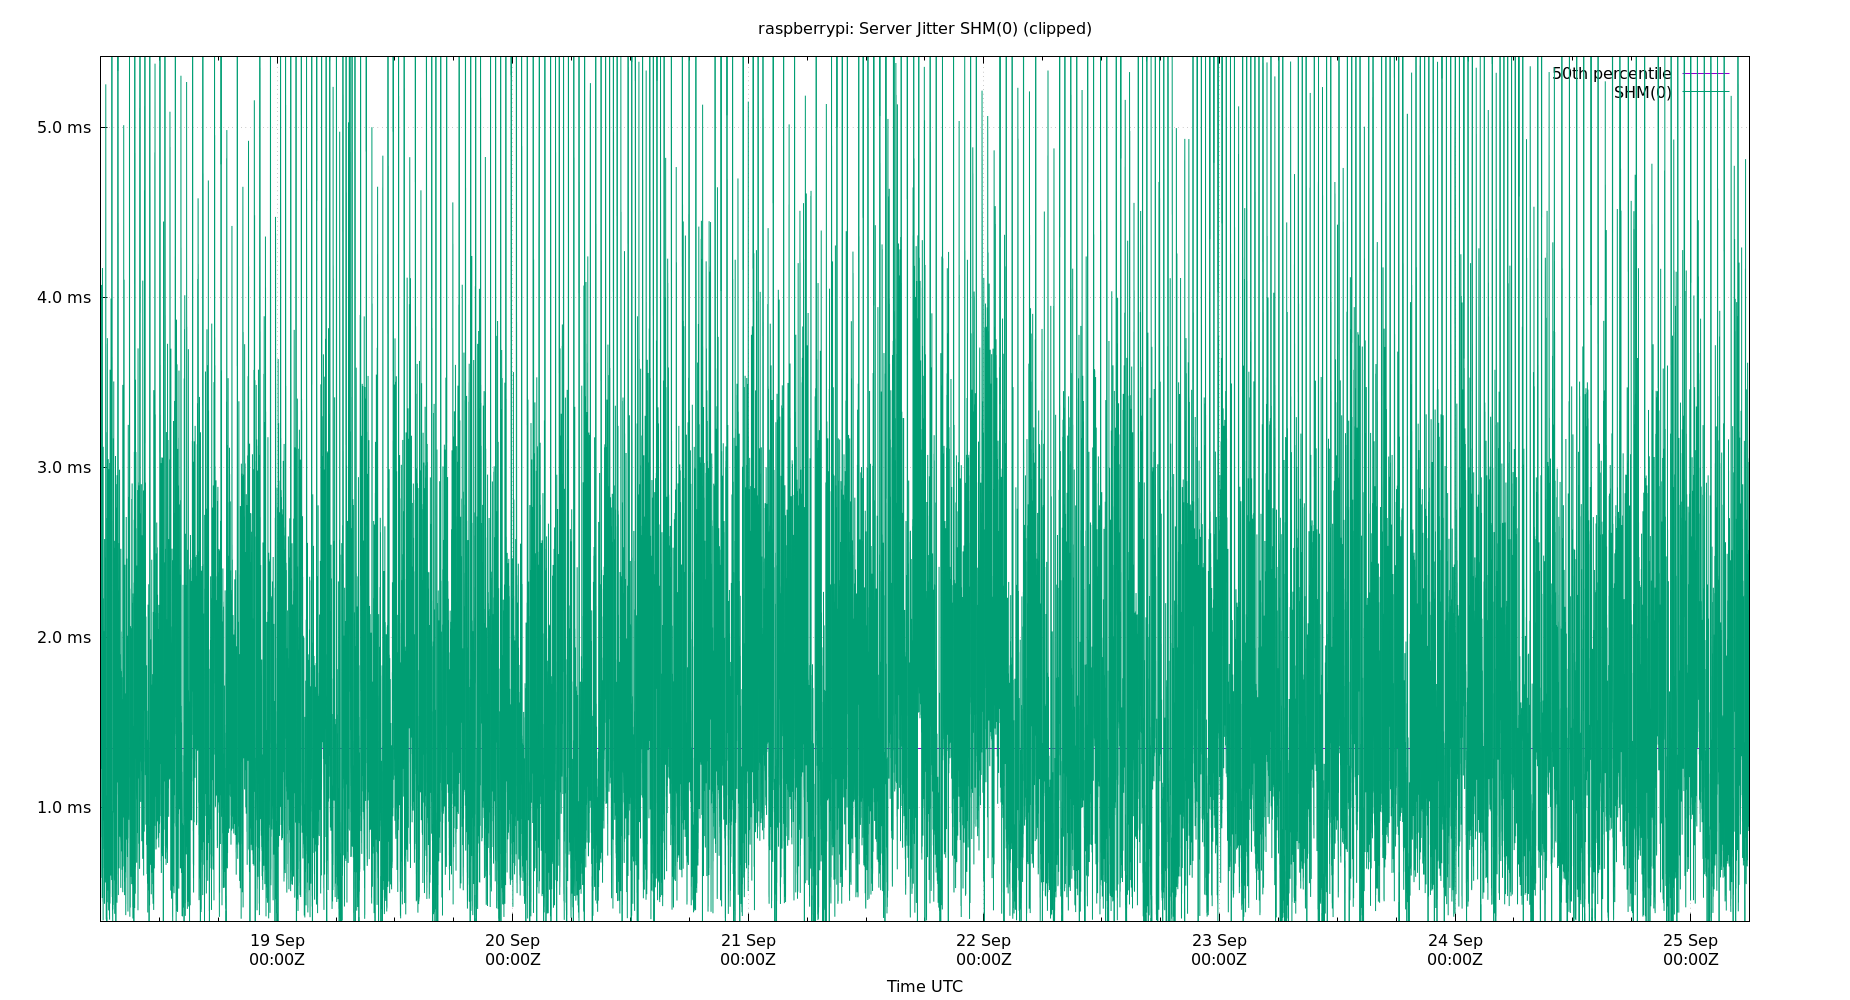 raspberrypi: Server Jitter SHM(0) (clipped)
50th percentile
SHM(0)
5.0 ms
4.0 ms
3.0 ms
2.0 ms
1.0 ms
19 Sep 20 Sep 21 Sep 22 Sep 23 Sep 24 Sep 25 Sep
00:00Z 00:00Z 00:00Z 00:00Z 00:00Z 00:00Z 00:00Z
Time UTC